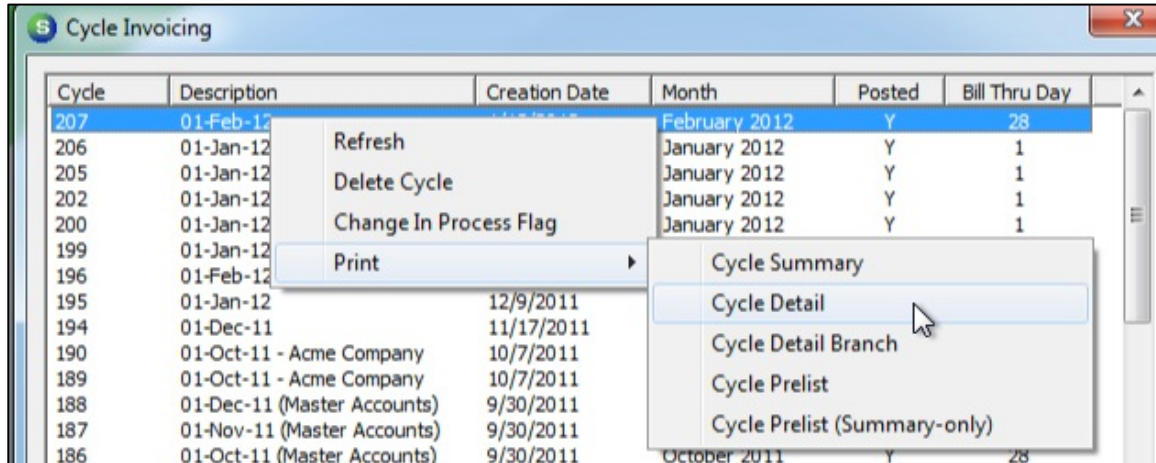 Cycle Invoicing
Cycle Description Creation Date Month Posted Bill Thru Day
207 01-Feb-12 February 2012 Y 28
206 01-Jan-12 January 2012 Y 1
205 01-Jan-12 January 2012 Y 1
202 01-Jan-12 January 2012 Y 1
200 01-Jan-12 January 2012 Y 1
199 01-Jan-12
196 01-Feb-12
195 01-Jan-12 12/9/2011
194 01-Dec-11 11/17/2011
190 01-Oct-11 - Acme Company 10/7/2011
189 01-Oct-11 - Acme Company 10/7/2011
188 01-Dec-11 (Master Accounts) 9/30/2011
187 01-Nov-11 (Master Accounts) 9/30/2011
186 01-Oct-11 (Master Accounts) 9/30/2011 October 2011 Y 28
Refresh
Delete Cycle
Change In Process Flag
Print
Cycle Summary
Cycle Detail
Cycle Detail Branch
Cycle Prelist
Cycle Prelist (Summary-only)